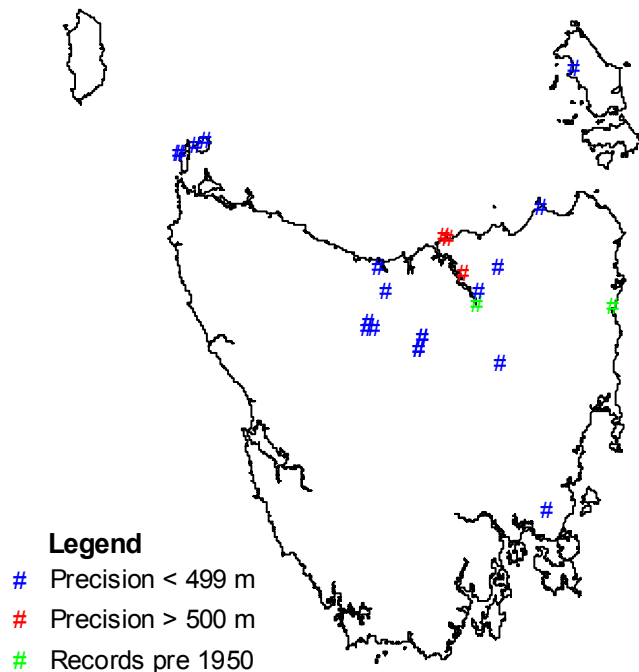 Legend
# Precision < 499 m
# Precision > 500 m
# Records pre 1950